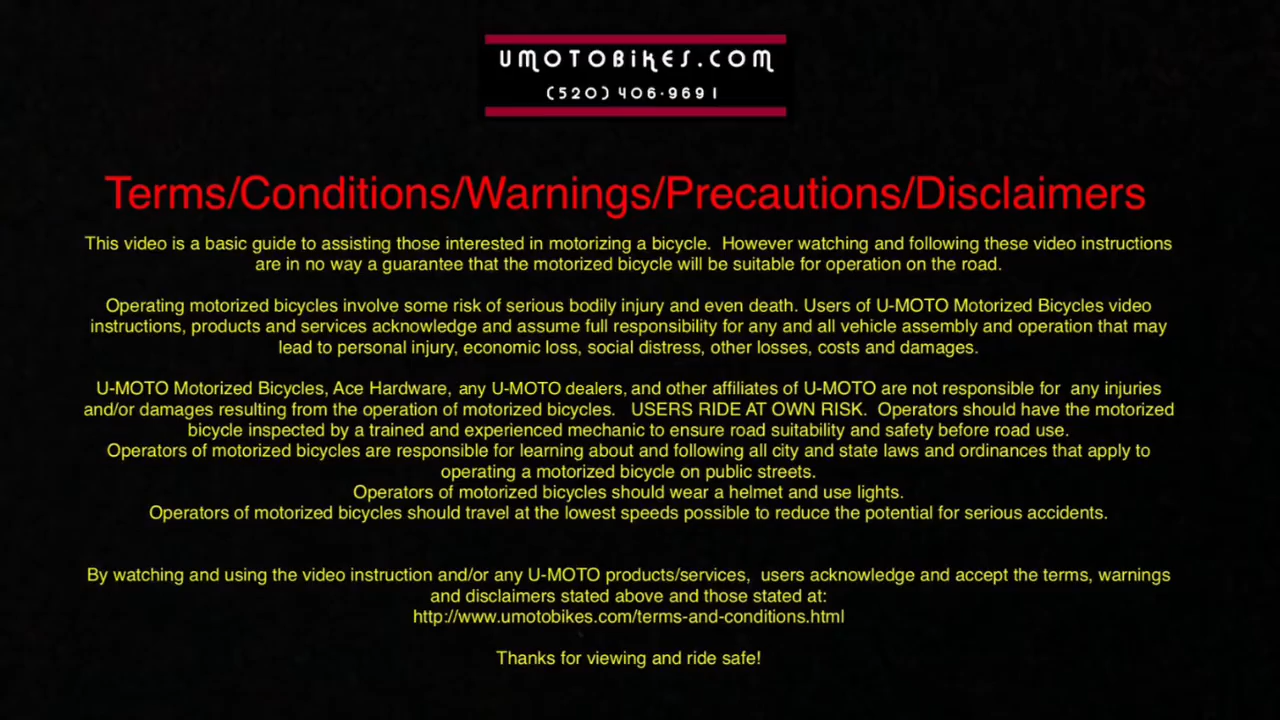 UMOTOBIKES.COM
(520) 406-9691
Terms/Conditions/Warnings/Precautions/Disclaimers
This video is a basic guide to assisting those interested in motorizing a bicycle.  However watching and following these video instructions
are in no way a guarantee that the motorized bicycle will be suitable for operation on the road.
Operating motorized bicycles involve some risk of serious bodily injury and even death. Users of U-MOTO Motorized Bicycles video
instructions, products and services acknowledge and assume full responsibility for any and all vehicle assembly and operation that may
lead to personal injury, economic loss, social distress, other losses, costs and damages.
U-MOTO Motorized Bicycles, Ace Hardware, any U-MOTO dealers, and other affiliates of U-MOTO are not responsible for  any injuries
and/or damages resulting from the operation of motorized bicycles.   USERS RIDE AT OWN RISK.  Operators should have the motorized
bicycle inspected by a trained and experienced mechanic to ensure road suitability and safety before road use.
Operators of motorized bicycles are responsible for learning about and following all city and state laws and ordinances that apply to
operating a motorized bicycle on public streets.
Operators of motorized bicycles should wear a helmet and use lights.
Operators of motorized bicycles should travel at the lowest speeds possible to reduce the potential for serious accidents.
By watching and using the video instruction and/or any U-MOTO products/services,  users acknowledge and accept the terms, warnings
and disclaimers stated above and those stated at:
http://www.umotobikes.com/terms-and-conditions.html
Thanks for viewing and ride safe!